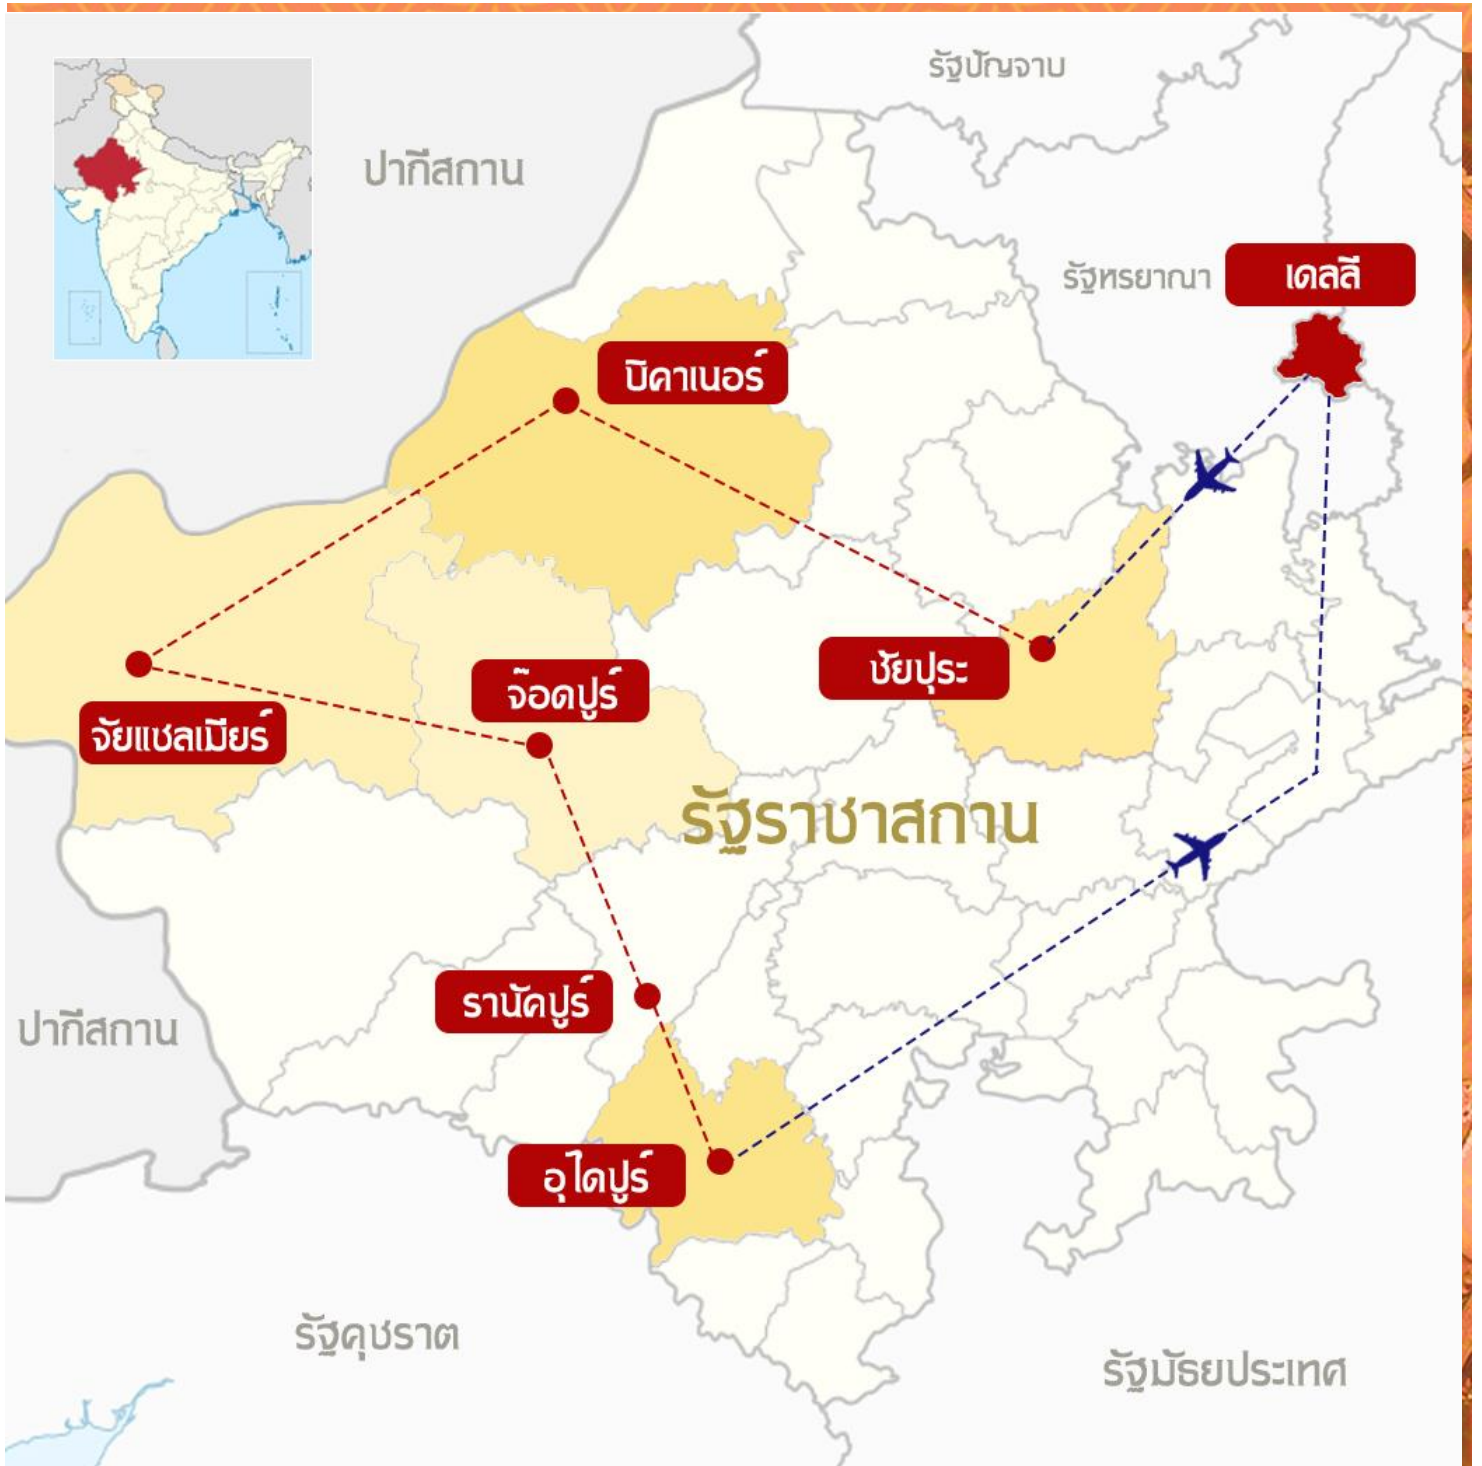 รัฐปัญจาบ
ปากีสถาน
รัฐหรยาณา
เดลลี
บิคาเนอร์
ชัยปุระ
จ๊อดปูร์
จัยแซลเมียร์
รัฐราชาสถาน
รานัคปูร์
ปากีสถาน
อุไดปูร์
รัฐคุชราต
รัฐมัธยประเทศ